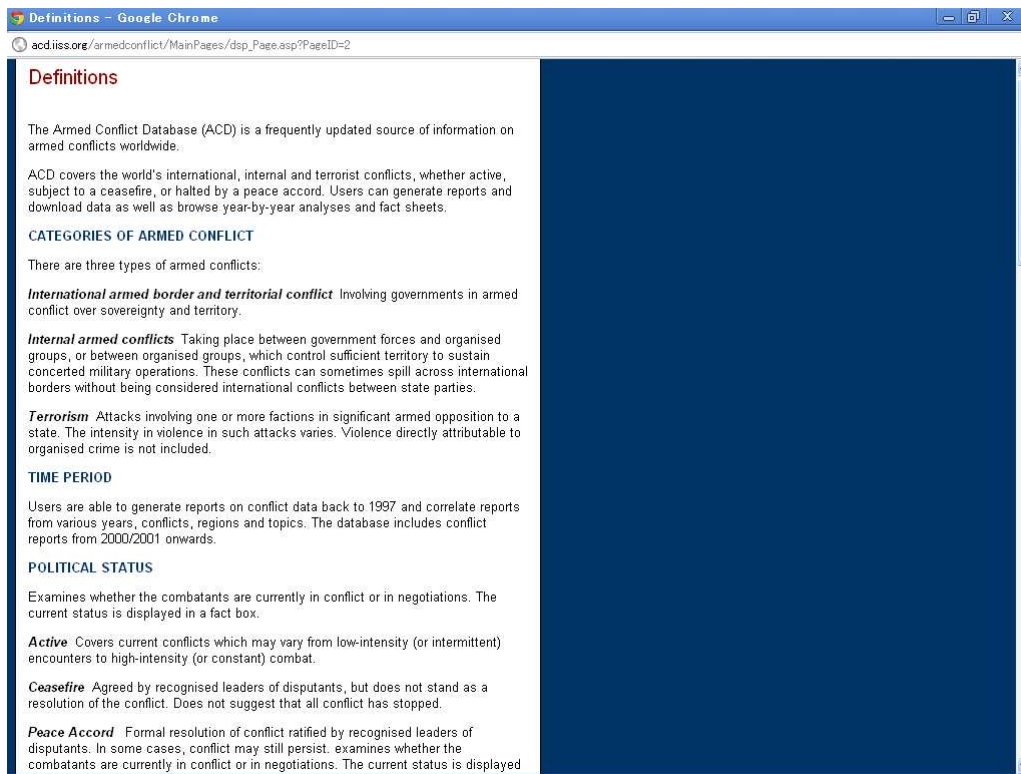 Definitions - Google Chrome
acd.iiss.org/armedconflict/MainPages/dsp_Page.asp?PageID=2
Definitions
The Armed Conflict Database (ACD) is a frequently updated source of information on
armed conflicts worldwide.
ACD covers the world's international, internal and terrorist conflicts, whether active,
subject to a ceasefire, or halted by a peace accord. Users can generate reports and
download data as well as browse year-by-year analyses and fact sheets.
CATEGORIES OF ARMED CONFLICT
There are three types of armed conflicts:
International armed border and territorial conflict Involving governments in armed
conflict over sovereignty and territory.
Internal armed conflicts Taking place between government forces and organised
groups, or between organised groups, which control sufficient territory to sustain
concerted military operations. These conflicts can sometimes spill across international
borders without being considered international conflicts between state parties.
Terrorism Attacks involving one or more factions in significant armed opposition to a
state. The intensity in violence in such attacks varies. Violence directly attributable to
organised crime is not included.
TIME PERIOD
Users are able to generate reports on conflict data back to 1997 and correlate reports
from various years, conflicts, regions and topics. The database includes conflict
reports from 2000/2001 onwards.
POLITICAL STATUS
Examines whether the combatants are currently in conflict or in negotiations. The
current status is displayed in a fact box.
Active Covers current conflicts which may vary from low-intensity (or intermittent)
encounters to high-intensity (or constant) combat.
Ceasefire Agreed by recognised leaders of disputants, but does not stand as a
resolution of the conflict. Does not suggest that all conflict has stopped.
Peace Accord Formal resolution of conflict ratified by recognised leaders of
disputants. In some cases, conflict may still persist. examines whether the
combatants are currently in conflict or in negotiations. The current status is displayed